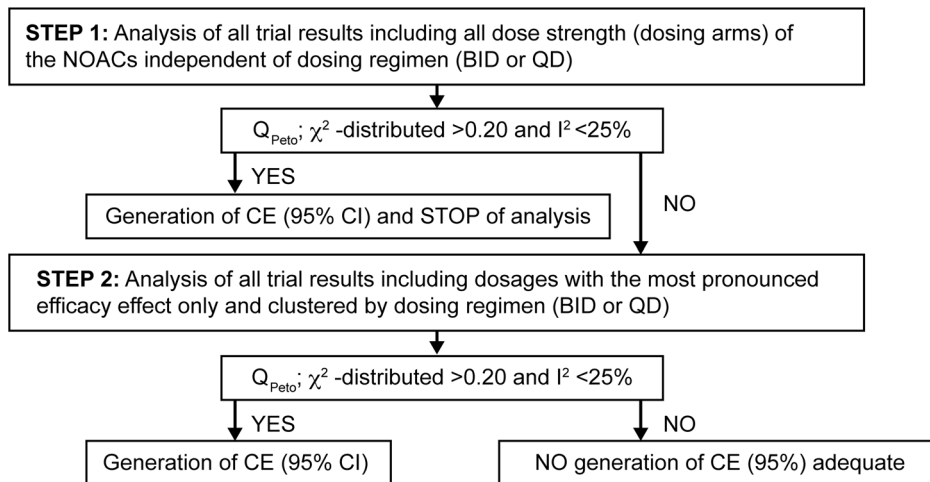 STEP 1: Analysis of all trial results including all dose strength (dosing arms) of
the NOACs independent of dosing regimen (BID or QD)
Q_Peto; χ² -distributed >0.20 and I² <25%
YES
Generation of CE (95% CI) and STOP of analysis
NO
STEP 2: Analysis of all trial results including dosages with the most pronounced
efficacy effect only and clustered by dosing regimen (BID or QD)
Q_Peto; χ² -distributed >0.20 and I² <25%
YES
NO
Generation of CE (95% CI)
NO generation of CE (95%) adequate